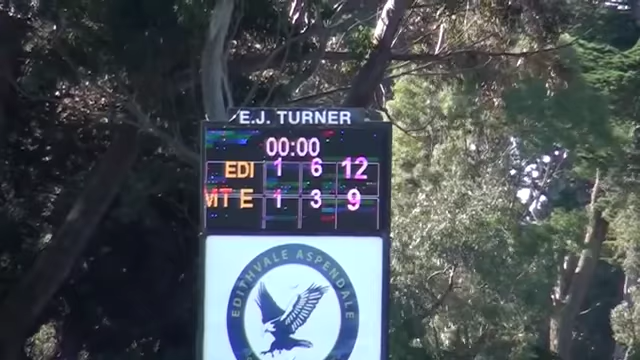 E.J. TURNER
00:00
EDI 1 6 12
MT E 1 3 9
EDITHVALE ASPENDALE